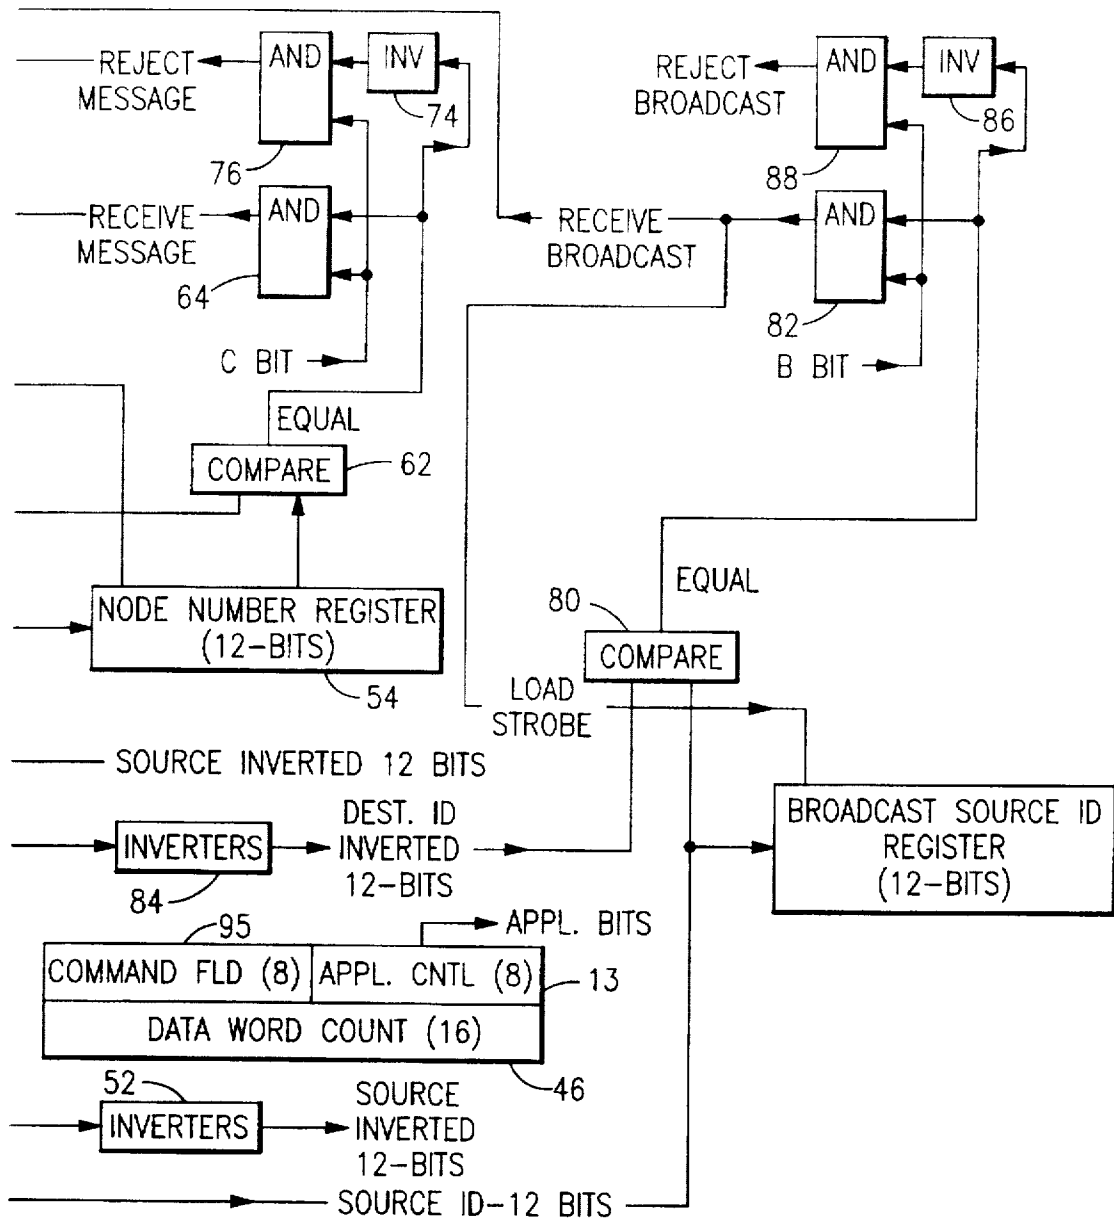 REJECT
MESSAGE
AND
INV
74
76
RECEIVE
MESSAGE
AND
64
C BIT
REJECT
BROADCAST
AND
INV
86
88
RECEIVE
BROADCAST
AND
82
B BIT
EQUAL
COMPARE
62
NODE NUMBER REGISTER
(12-BITS)
54
EQUAL
80
COMPARE
LOAD
STROBE
SOURCE INVERTED 12 BITS
INVERTERS
84
DEST. ID
INVERTED
12-BITS
BROADCAST SOURCE ID
REGISTER
(12-BITS)
95
APPL. BITS
COMMAND FLD (8)
APPL. CNTL (8)
13
DATA WORD COUNT (16)
46
52
INVERTERS
SOURCE
INVERTED
12-BITS
SOURCE ID-12 BITS